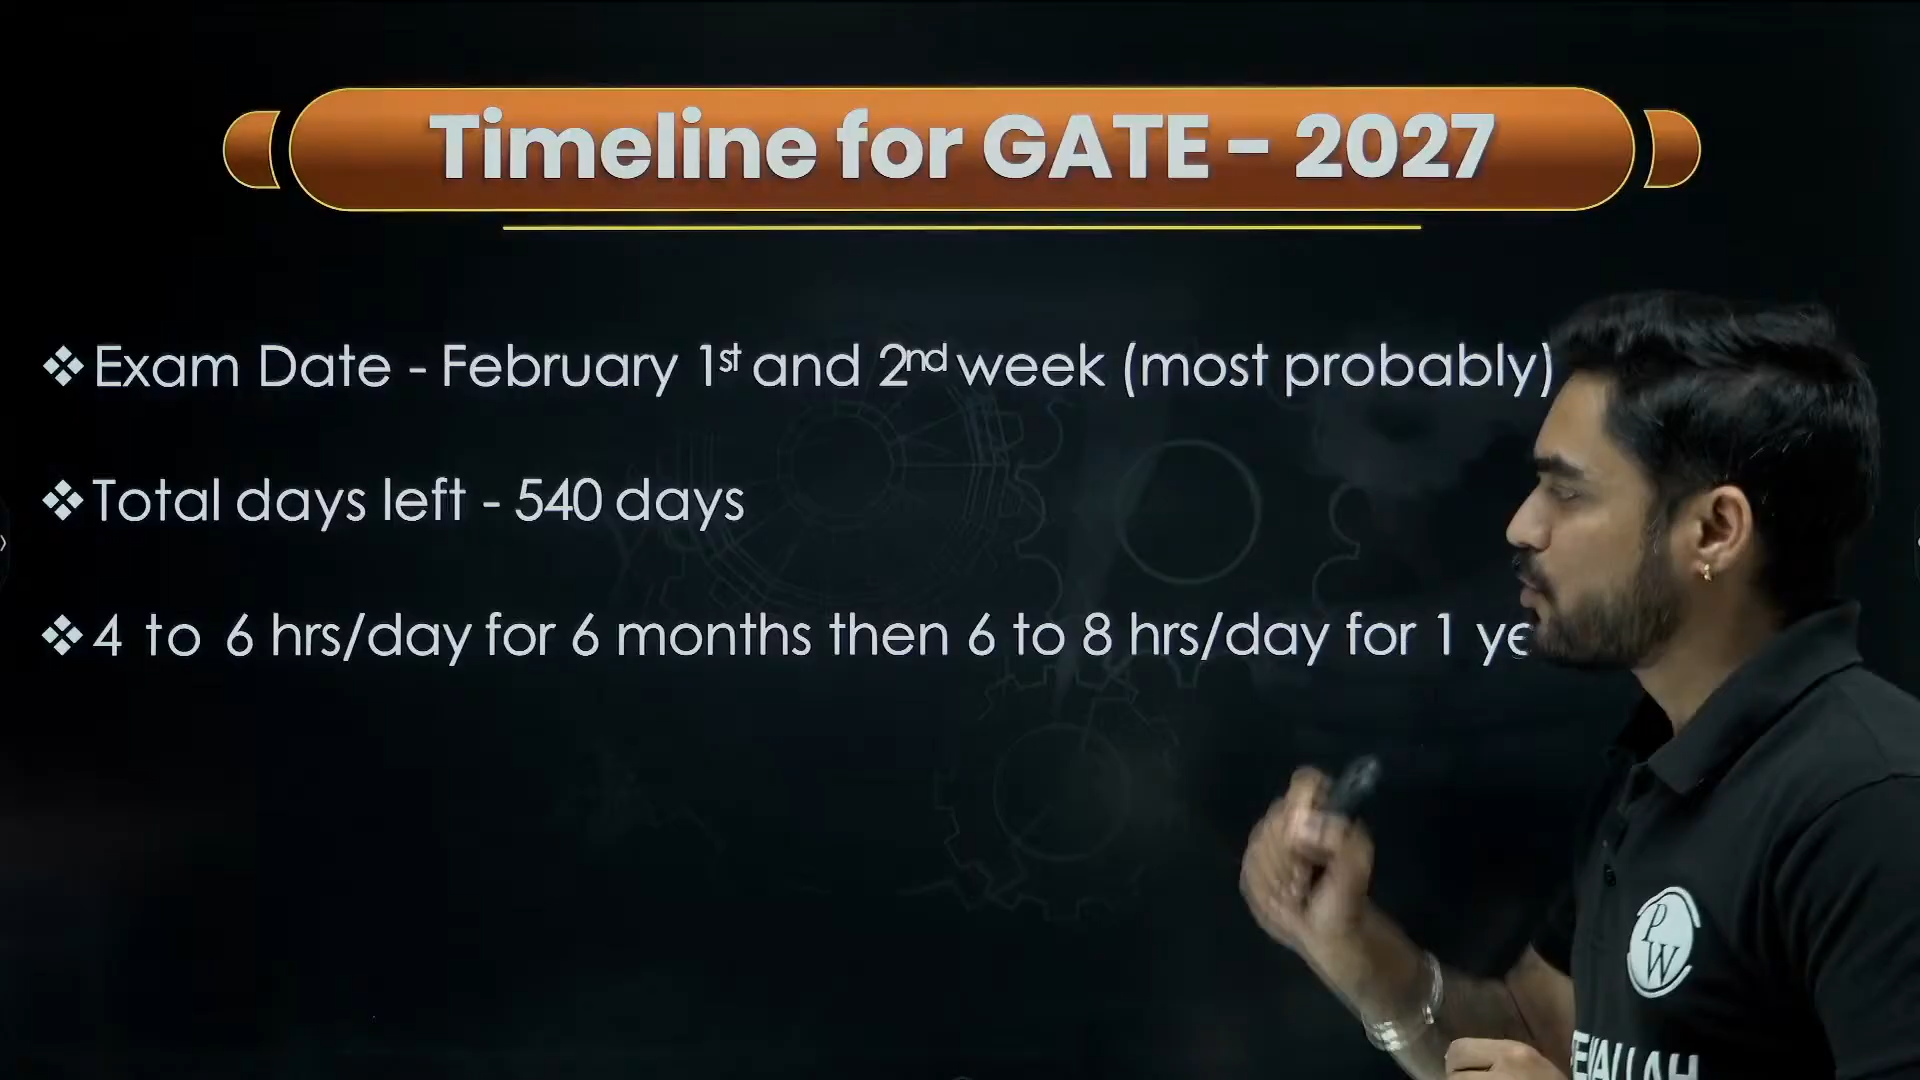 Timeline for GATE - 2027
❖ Exam Date - February 1st and 2nd week (most probably)
❖ Total days left - 540 days
❖ 4 to 6 hrs/day for 6 months then 6 to 8 hrs/day for 1
PW